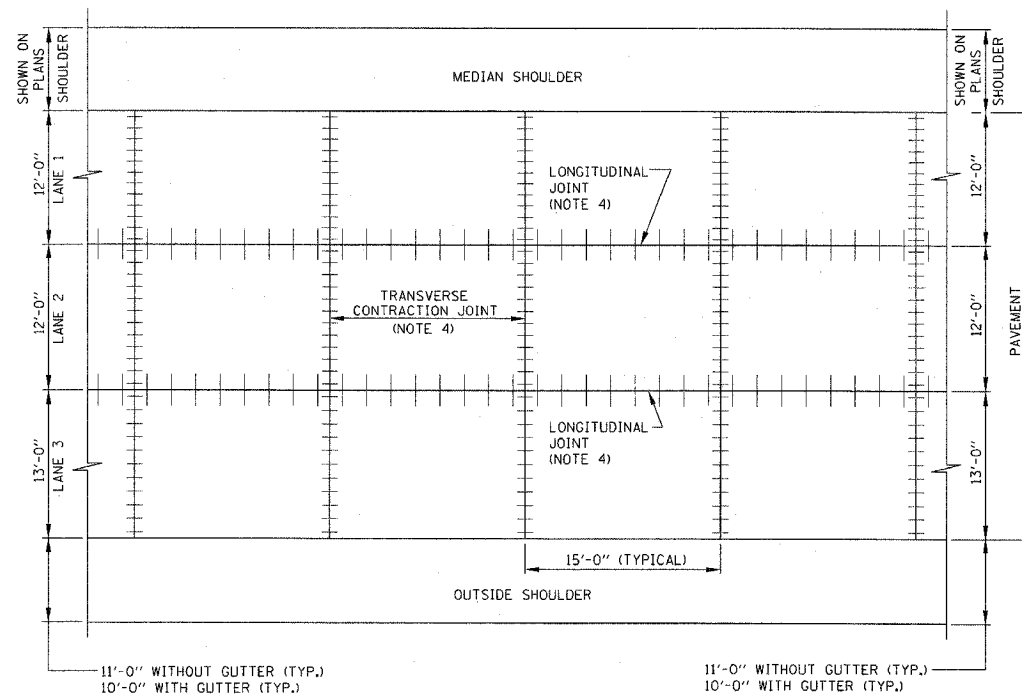 SHOWN ON
PLANS
SHOULDER
MEDIAN SHOULDER
SHOWN ON
PLANS
SHOULDER
12'-0"
LANE 1
LONGITUDINAL
JOINT
(NOTE 4)
12'-0"
12'-0"
LANE 2
TRANSVERSE
CONTRACTION JOINT
(NOTE 4)
12'-0"
PAVEMENT
13'-0"
LANE 3
LONGITUDINAL
JOINT
(NOTE 4)
13'-0"
15'-0" (TYPICAL)
OUTSIDE SHOULDER
11'-0" WITHOUT GUTTER (TYP.)
10'-0" WITH GUTTER (TYP.)
11'-0" WITHOUT GUTTER (TYP.)
10'-0" WITH GUTTER (TYP.)